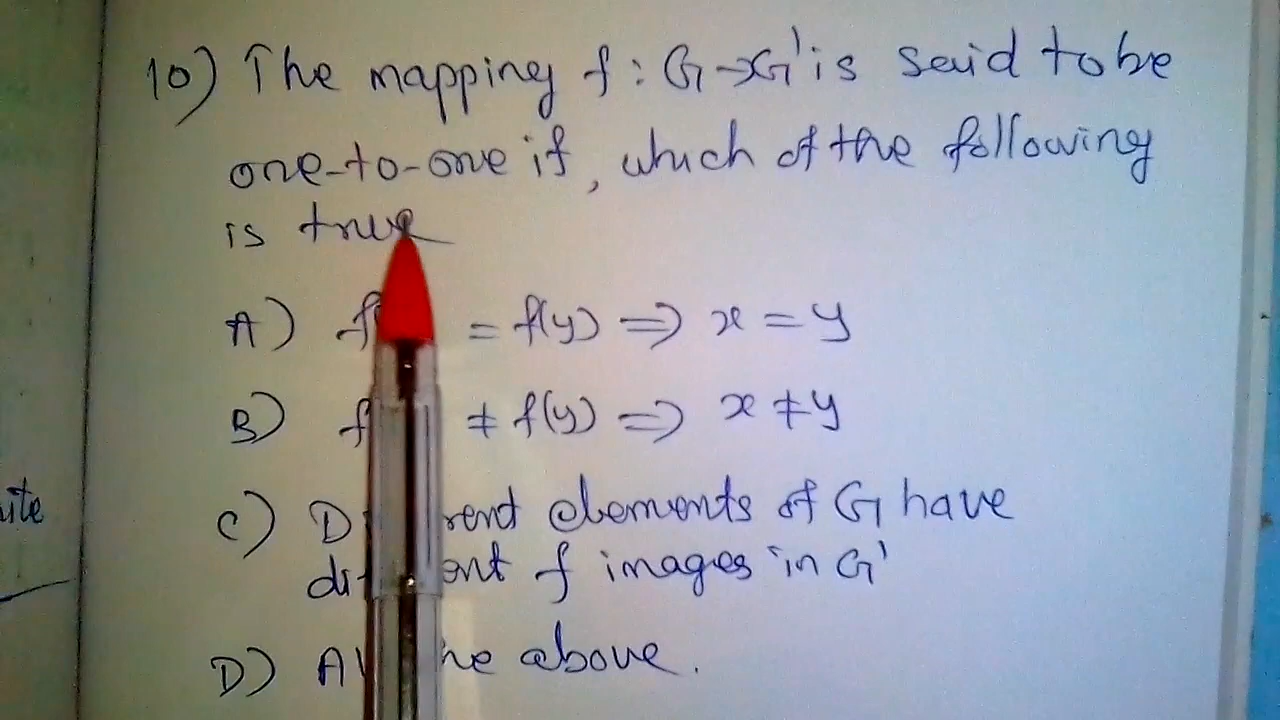 10) The mapping f : G→G' is said to be
one-to-one if, which of the following
is true
A) f = f(y) ⇒ x = y
B) f ≠ f(y) ⇒ x ≠ y
C) D rent elements of G have
di ent f images in G'
D) Al he above.
ite